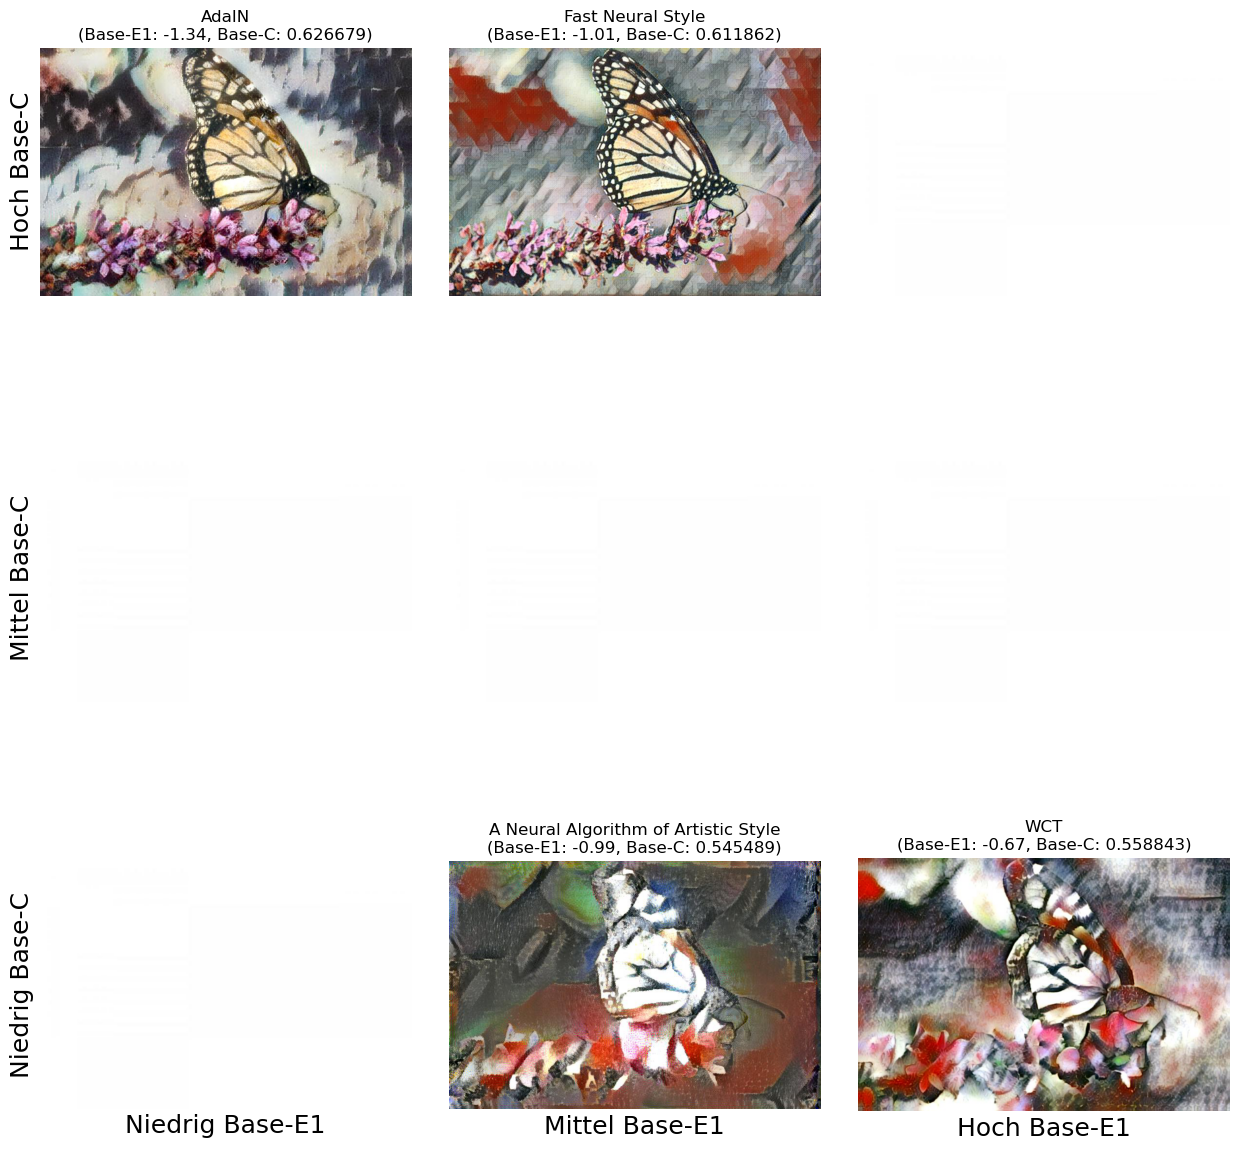 AdaIN
(Base-E1: -1.34, Base-C: 0.626679)
Fast Neural Style
(Base-E1: -1.01, Base-C: 0.611862)
Hoch Base-C
Mittel Base-C
A Neural Algorithm of Artistic Style
(Base-E1: -0.99, Base-C: 0.545489)
WCT
(Base-E1: -0.67, Base-C: 0.558843)
Niedrig Base-C
Niedrig Base-E1
Mittel Base-E1
Hoch Base-E1